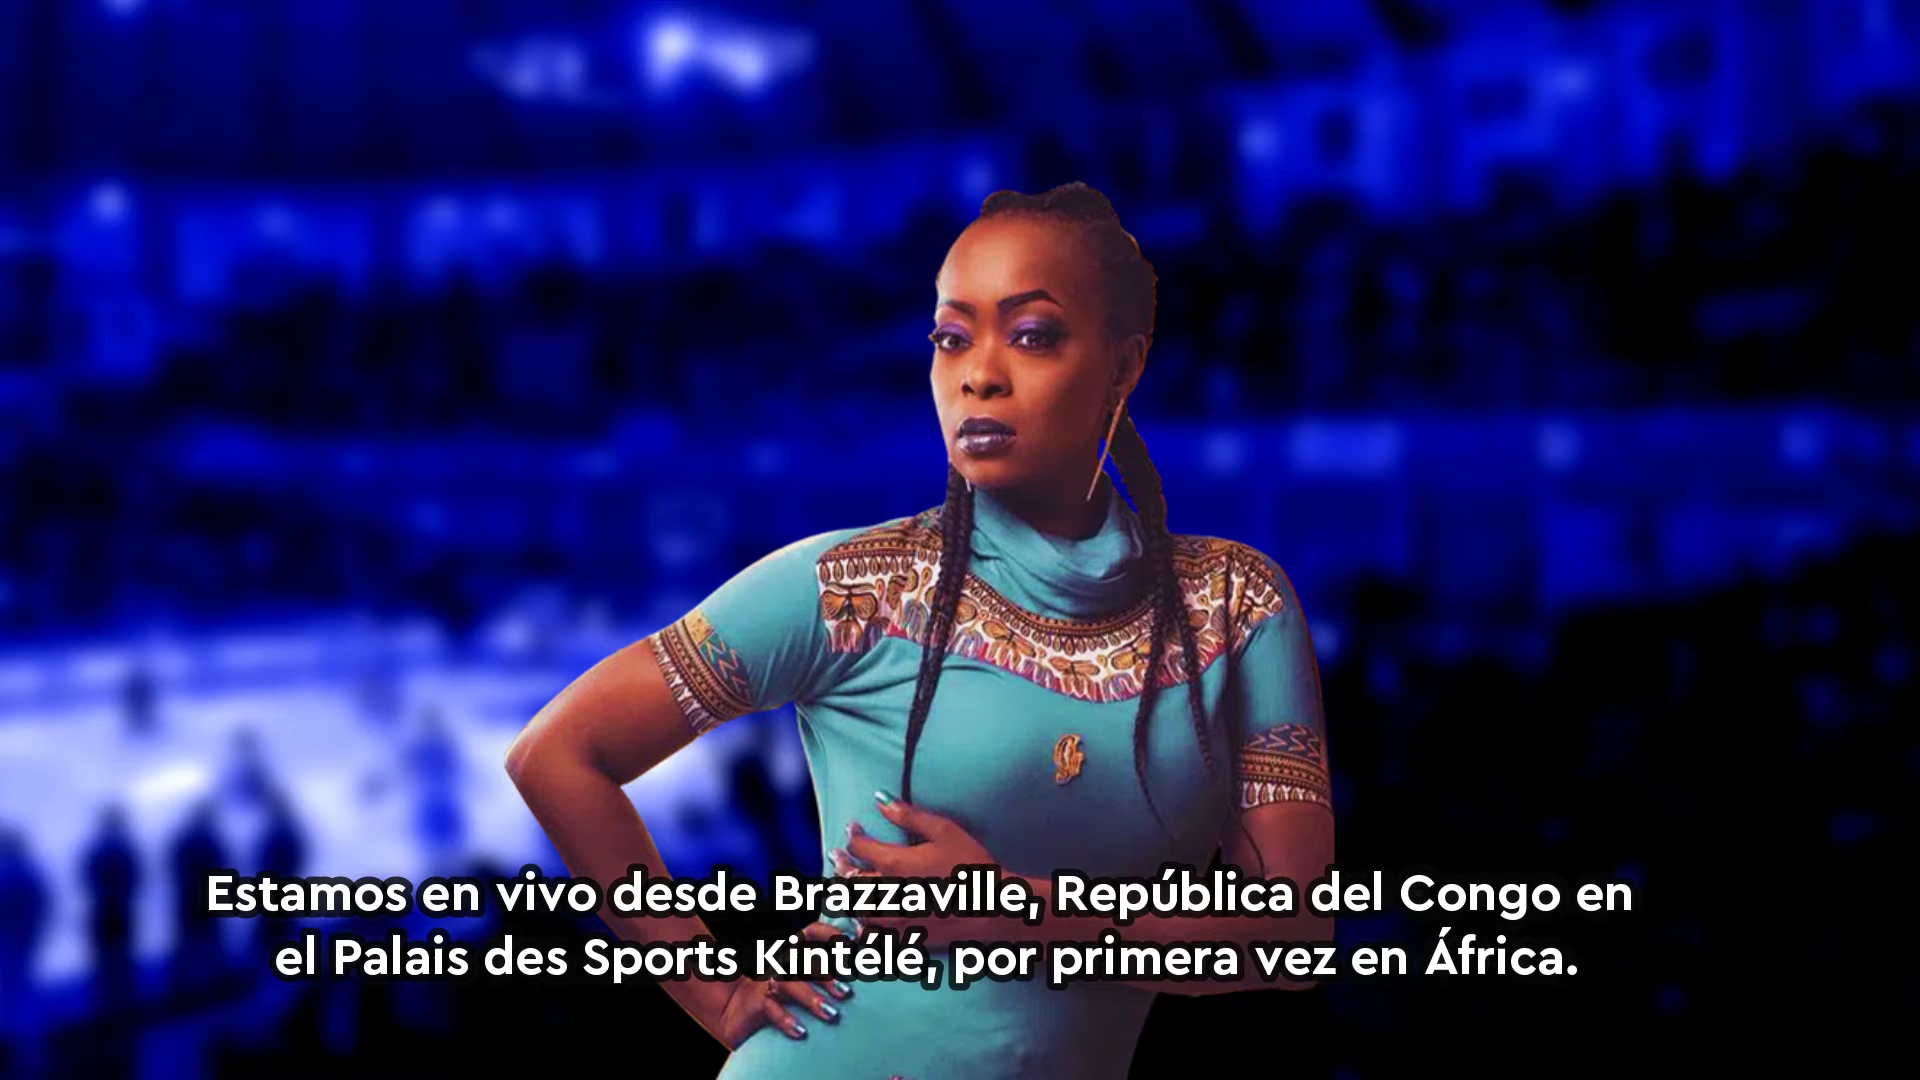 Estamos en vivo desde Brazzaville, República del Congo en
el Palais des Sports Kintélé, por primera vez en África.